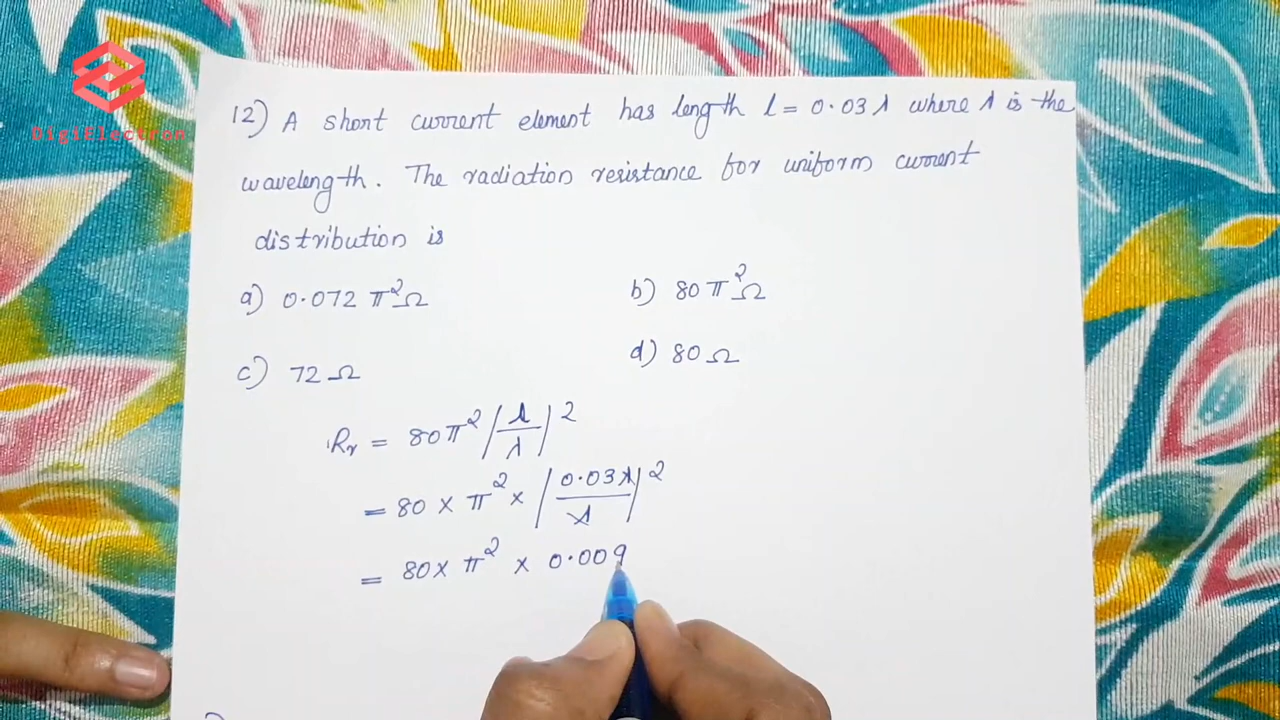 DigiElectron
12) A short current element has length l = 0.03 λ where λ is the
wavelength. The radiation resistance for uniform current
distribution is
a) 0.072 π²Ω
b) 80 π²Ω
c) 72 Ω
d) 80 Ω
Rr = 80π² |l/λ|²
= 80 × π² × |0.03λ/λ|²
= 80 × π² × 0.009